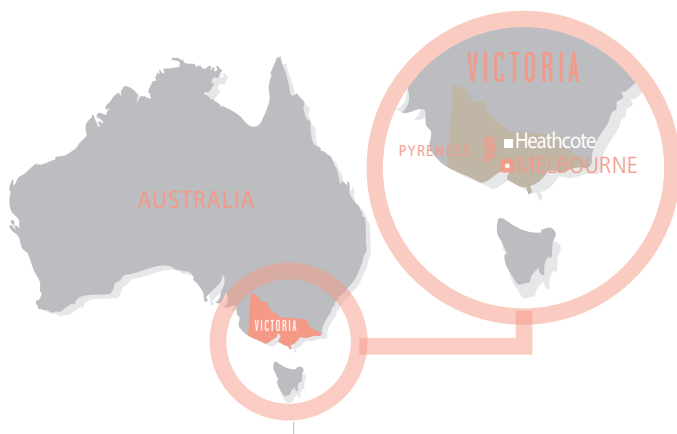 VICTORIA
Heathcote
PYRENEES
MELBOURNE
AUSTRALIA
VICTORIA